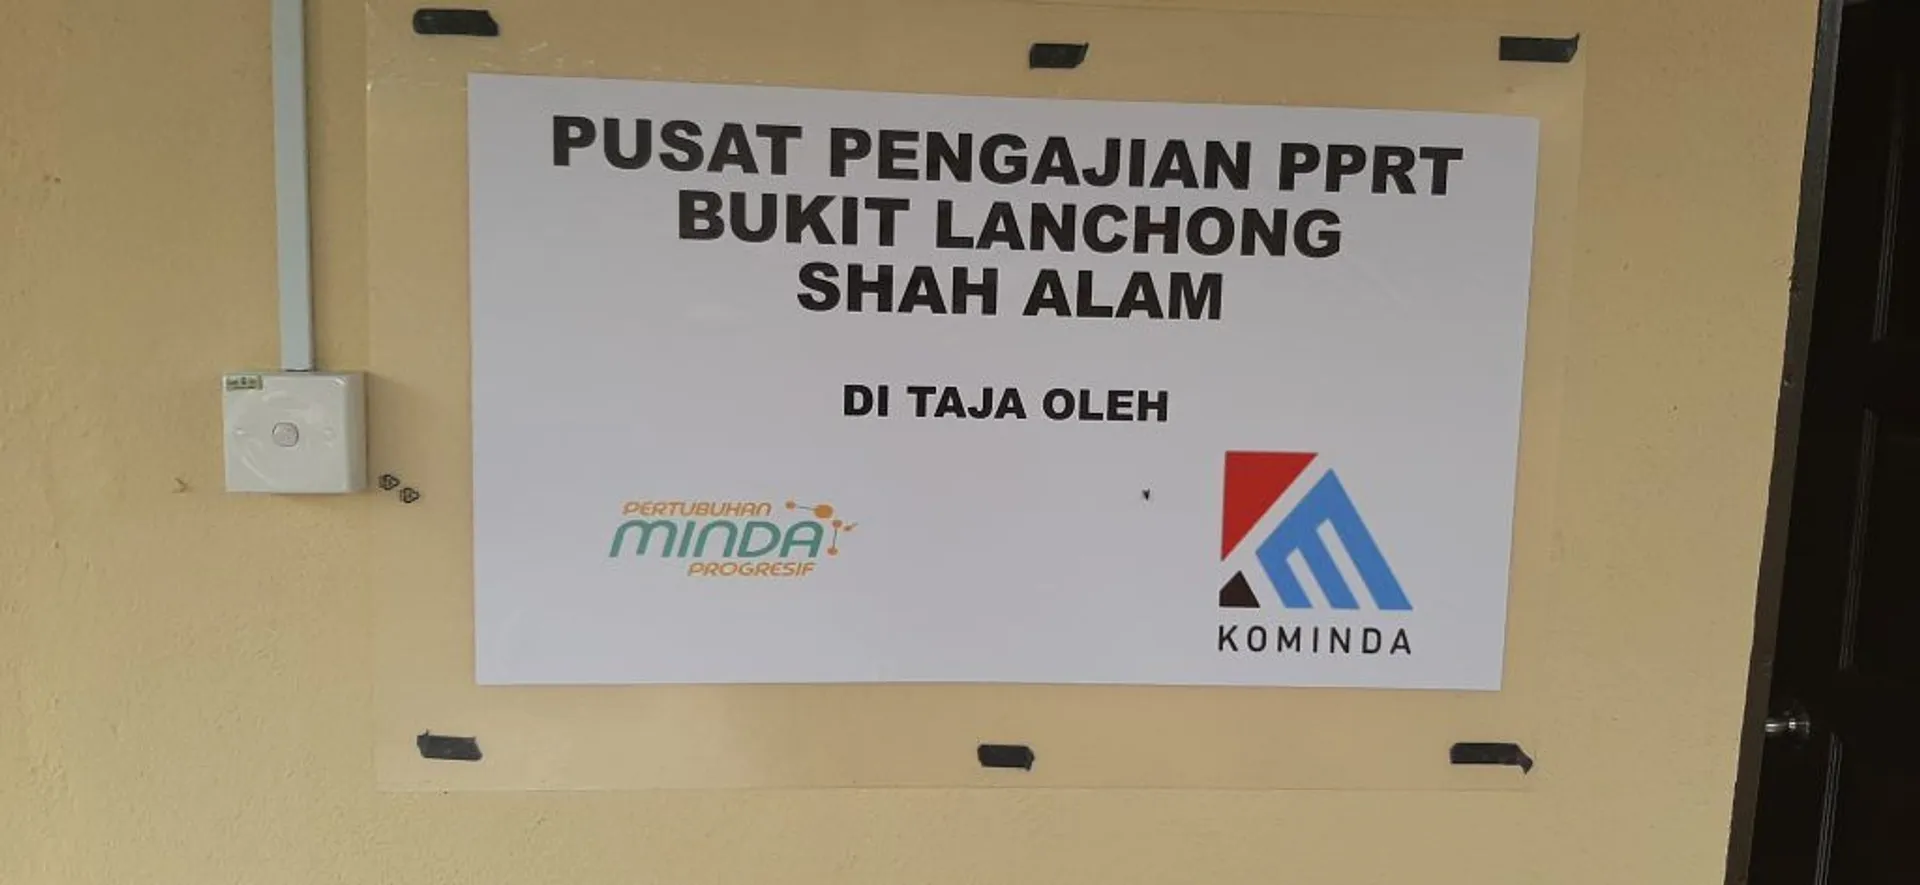 PUSAT PENGAJIAN PPRT
BUKIT LANCHONG
SHAH ALAM
DI TAJA OLEH
PERTUBUHAN
MINDA
PROGRESIF
KOMINDA